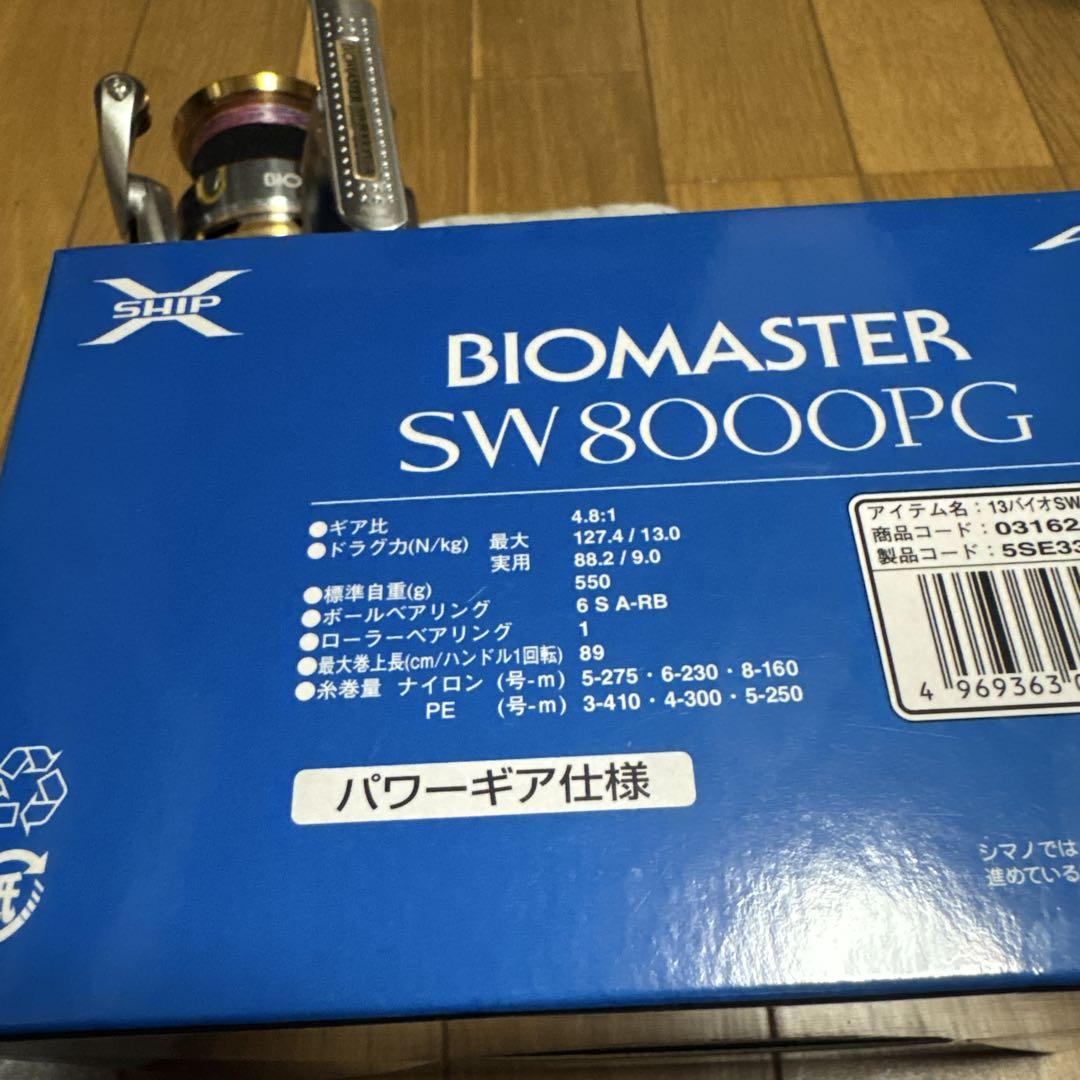 BIO
X
SHIP
BIOMASTER
SW 8000PG
●ギア比 4.8:1
●ドラグ力(N/kg) 最大 127.4 / 13.0
実用 88.2 / 9.0
●標準自重(g) 550
●ボールベアリング 6 S A-RB
●ローラーベアリング 1
●最大巻上長(cm/ハンドル1回転) 89
●糸巻量 ナイロン (号-m) 5-275・6-230・8-160
PE (号-m) 3-410・4-300・5-250
パワーギア仕様
アイテム名:13バイオSW
商品コード:03162
製品コード:5SE33
4 969363
シマノでは
進めている